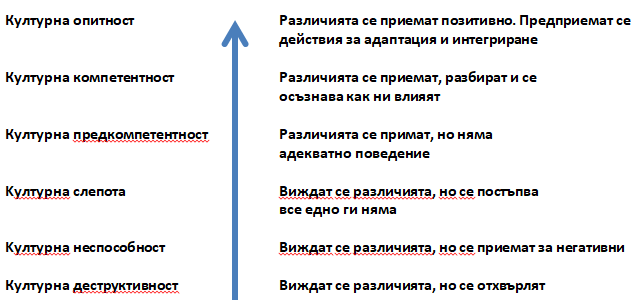 Културна опитност
Различията се приемат позитивно. Предприемат се
действия за адаптация и интегриране
Културна компетентност
Различията се приемат, разбират и се
осъзнава как ни влияят
Културна предкомпетентност
Различията се примат, но няма
адекватно поведение
Културна слепота
Виждат се различията, но се постъпва
все едно ги няма
Културна неспособност
Виждат се различията, но се приемат за негативни
Културна деструктивност
Виждат се различията, но се отхвърлят